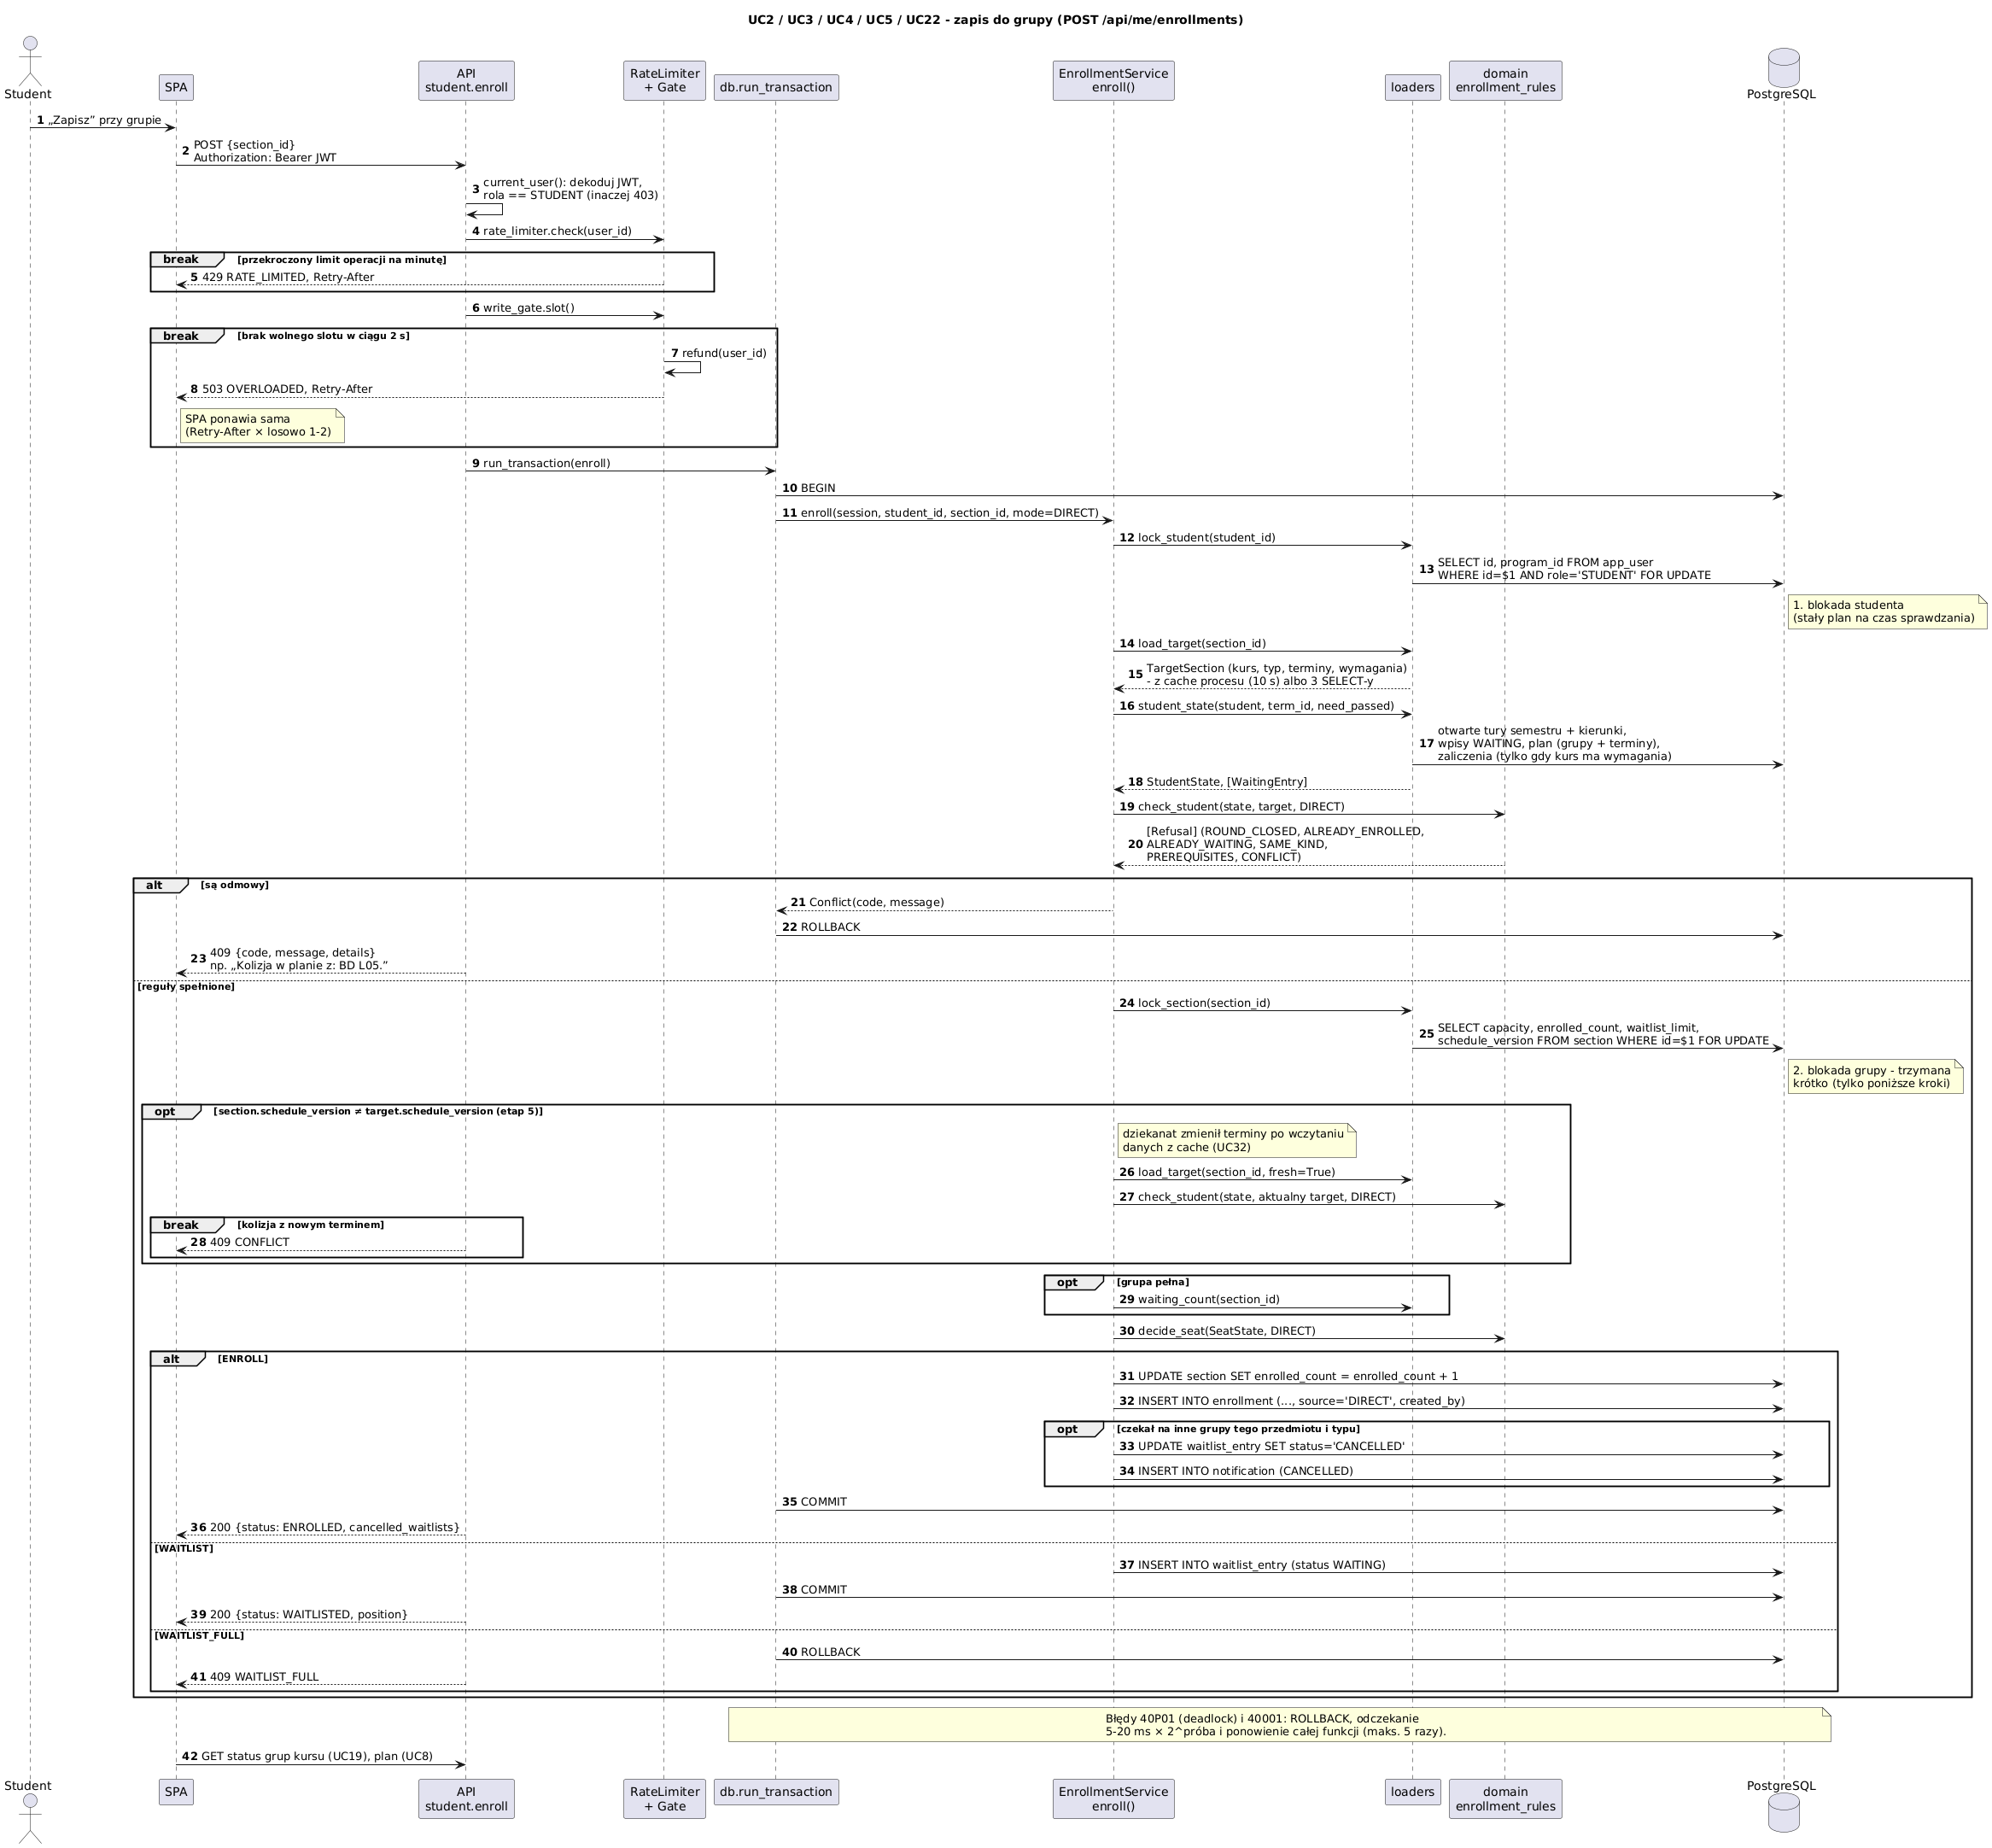 UC2 / UC3 / UC4 / UC5 / UC22 - zapis do grupy (POST /api/me/enrollments)
Student
SPA
API
student.enroll
RateLimiter
+ Gate
db.run_transaction
EnrollmentService
enroll()
loaders
domain
enrollment_rules
PostgreSQL
1 „Zapisz” przy grupie
2 POST {section_id}
Authorization: Bearer JWT
3 current_user(): dekoduj JWT,
rola == STUDENT (inaczej 403)
4 rate_limiter.check(user_id)
break [przekroczony limit operacji na minutę]
5 429 RATE_LIMITED, Retry-After
6 write_gate.slot()
break [brak wolnego slotu w ciągu 2 s]
7 refund(user_id)
8 503 OVERLOADED, Retry-After
SPA ponawia sama
(Retry-After × losowo 1-2)
9 run_transaction(enroll)
10 BEGIN
11 enroll(session, student_id, section_id, mode=DIRECT)
12 lock_student(student_id)
13 SELECT id, program_id FROM app_user
WHERE id=$1 AND role='STUDENT' FOR UPDATE
1. blokada studenta
(stały plan na czas sprawdzania)
14 load_target(section_id)
15 TargetSection (kurs, typ, terminy, wymagania)
- z cache procesu (10 s) albo 3 SELECT-y
16 student_state(student, term_id, need_passed)
17 otwarte tury semestru + kierunki,
wpisy WAITING, plan (grupy + terminy),
zaliczenia (tylko gdy kurs ma wymagania)
18 StudentState, [WaitingEntry]
19 check_student(state, target, DIRECT)
20 [Refusal] (ROUND_CLOSED, ALREADY_ENROLLED,
ALREADY_WAITING, SAME_KIND,
PREREQUISITES, CONFLICT)
alt [są odmowy]
21 Conflict(code, message)
22 ROLLBACK
23 409 {code, message, details}
np. „Kolizja w planie z: BD L05.”
[reguły spełnione]
24 lock_section(section_id)
25 SELECT capacity, enrolled_count, waitlist_limit,
schedule_version FROM section WHERE id=$1 FOR UPDATE
2. blokada grupy - trzymana
krótko (tylko poniższe kroki)
opt [section.schedule_version ≠ target.schedule_version (etap 5)]
dziekanat zmienił terminy po wczytaniu
danych z cache (UC32)
26 load_target(section_id, fresh=True)
27 check_student(state, aktualny target, DIRECT)
break [kolizja z nowym terminem]
28 409 CONFLICT
opt [grupa pełna]
29 waiting_count(section_id)
30 decide_seat(SeatState, DIRECT)
alt [ENROLL]
31 UPDATE section SET enrolled_count = enrolled_count + 1
32 INSERT INTO enrollment (..., source='DIRECT', created_by)
opt [czekał na inne grupy tego przedmiotu i typu]
33 UPDATE waitlist_entry SET status='CANCELLED'
34 INSERT INTO notification (CANCELLED)
35 COMMIT
36 200 {status: ENROLLED, cancelled_waitlists}
[WAITLIST]
37 INSERT INTO waitlist_entry (status WAITING)
38 COMMIT
39 200 {status: WAITLISTED, position}
[WAITLIST_FULL]
40 ROLLBACK
41 409 WAITLIST_FULL
Błędy 40P01 (deadlock) i 40001: ROLLBACK, odczekanie
5-20 ms × 2^próba i ponowienie całej funkcji (maks. 5 razy).
42 GET status grup kursu (UC19), plan (UC8)
Student
SPA
API
student.enroll
RateLimiter
+ Gate
db.run_transaction
EnrollmentService
enroll()
loaders
domain
enrollment_rules
PostgreSQL